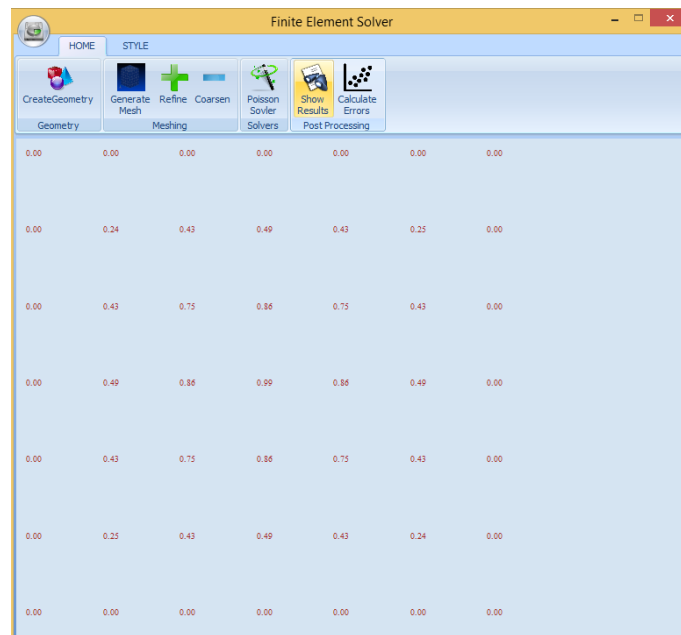 Finite Element Solver
HOME STYLE
CreateGeometry Generate Mesh Refine Coarsen Poisson Sovler Show Results Calculate Errors
Geometry Meshing Solvers Post Processing
0.00 0.00 0.00 0.00 0.00 0.00 0.00
0.00 0.24 0.43 0.49 0.43 0.25 0.00
0.00 0.43 0.75 0.86 0.75 0.43 0.00
0.00 0.49 0.86 0.99 0.86 0.49 0.00
0.00 0.43 0.75 0.86 0.75 0.43 0.00
0.00 0.25 0.43 0.49 0.43 0.24 0.00
0.00 0.00 0.00 0.00 0.00 0.00 0.00